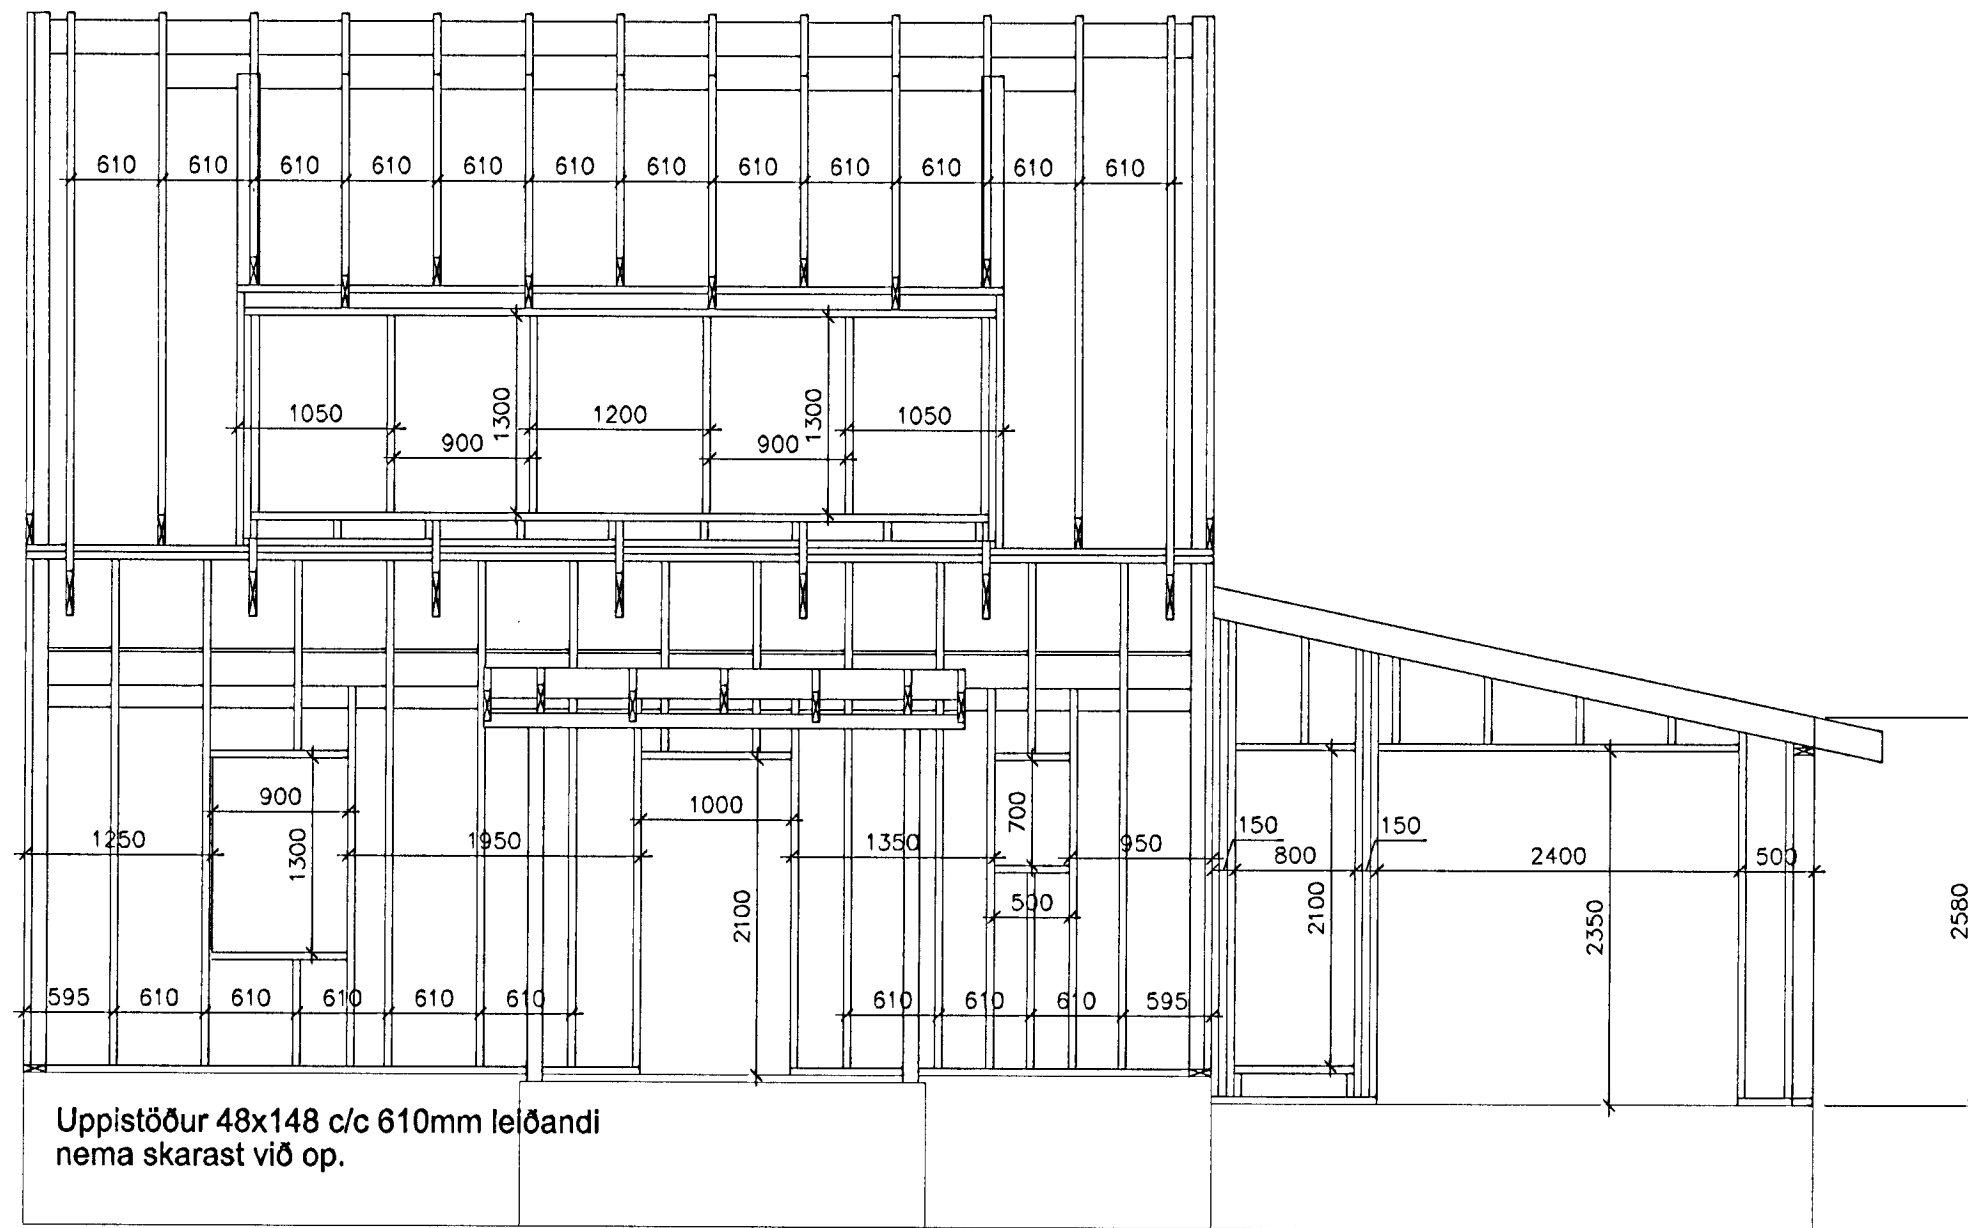 610 610 610 610 610 610 610 610 610 610 610 610
1300 1300
1050 1200 1050
900 900
900 1000 700
1250 1300 1950 1350 950 150 150
800 2400 500
500
2100 2100 2350 2580
595 610 610 610 610 610 610 610 610 595
Uppistöður 48x148 c/c 610mm leiðandi
nema skarast við op.